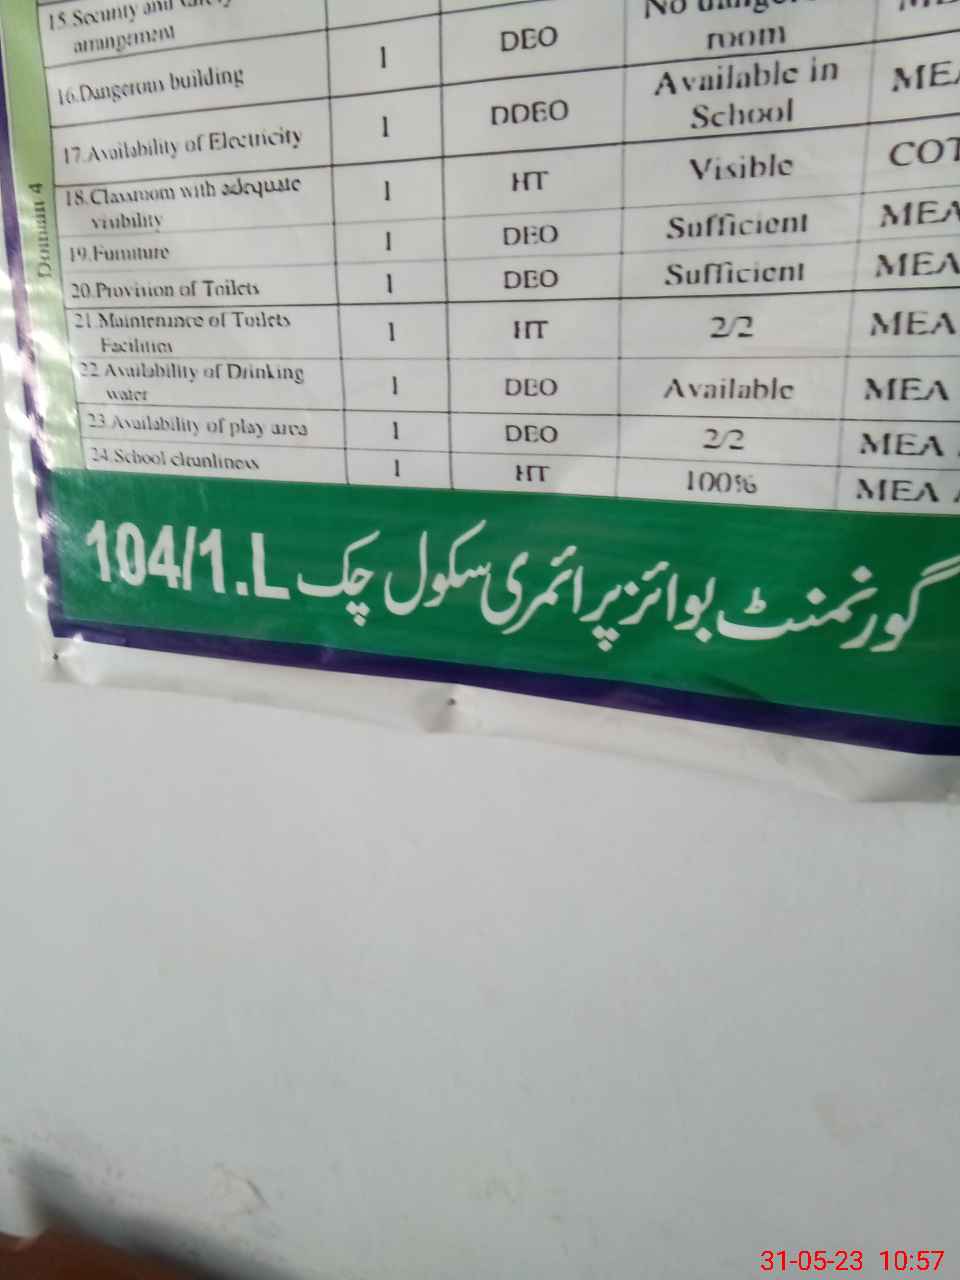 15.Security and Safety
arrangement
16.Dangerous building 1 DEO No
room
17.Availability of Electricity 1 DDEO Available in School MEA
18.Classroom with adequate visibility 1 HT Visible COT
19.Furniture 1 DEO Sufficient MEA
20.Provision of Toilets 1 DEO Sufficient MEA
21.Maintenance of Toilets Facilities 1 HT 2/2 MEA
22.Availability of Drinking water 1 DEO Available MEA
23.Availability of play area 1 DEO 2/2 MEA
24.School cleanliness 1 HT 100% MEA
Domain 4
گورنمنٹ بوائز پرائمری سکول چک 104/1.L
31-05-23 10:57